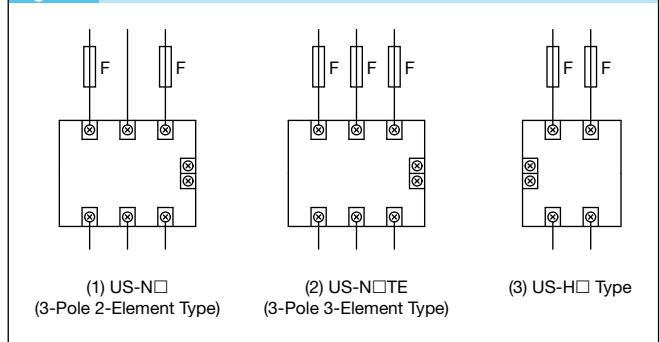 F F F F F F F
(1) US-N□ (2) US-N□TE (3) US-H□ Type
(3-Pole 2-Element Type) (3-Pole 3-Element Type)